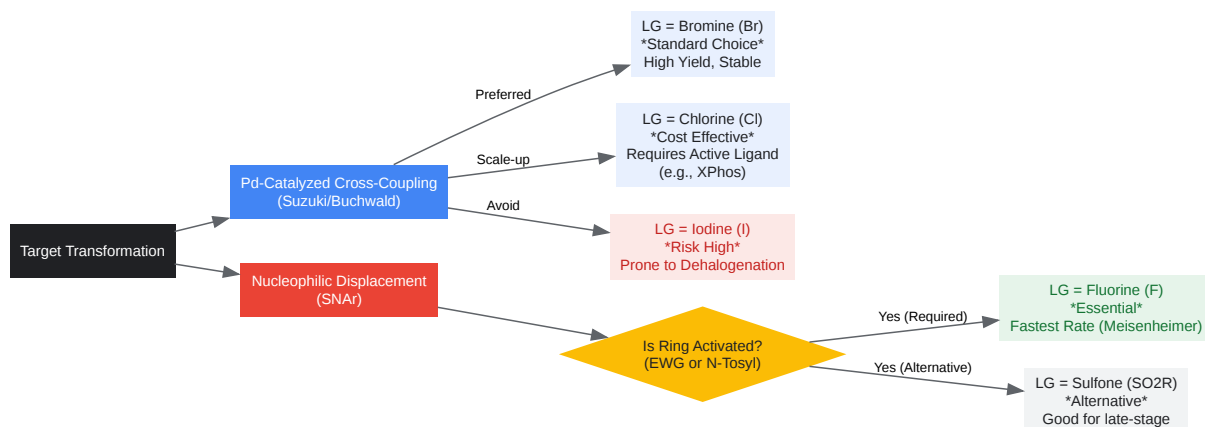 LG = Bromine (Br)
*Standard Choice*
High Yield, Stable
Preferred
LG = Chlorine (Cl)
*Cost Effective*
Requires Active Ligand
(e.g., XPhos)
Scale-up
Pd-Catalyzed Cross-Coupling
(Suzuki/Buchwald)
Avoid
LG = Iodine (I)
*Risk High*
Prone to Dehalogenation
Target Transformation
Nucleophilic Displacement
(SNAr)
Is Ring Activated?
(EWG or N-Tosyl)
Yes (Required)
LG = Fluorine (F)
*Essential*
Fastest Rate (Meisenheimer)
Yes (Alternative)
LG = Sulfone (SO2R)
*Alternative*
Good for late-stage